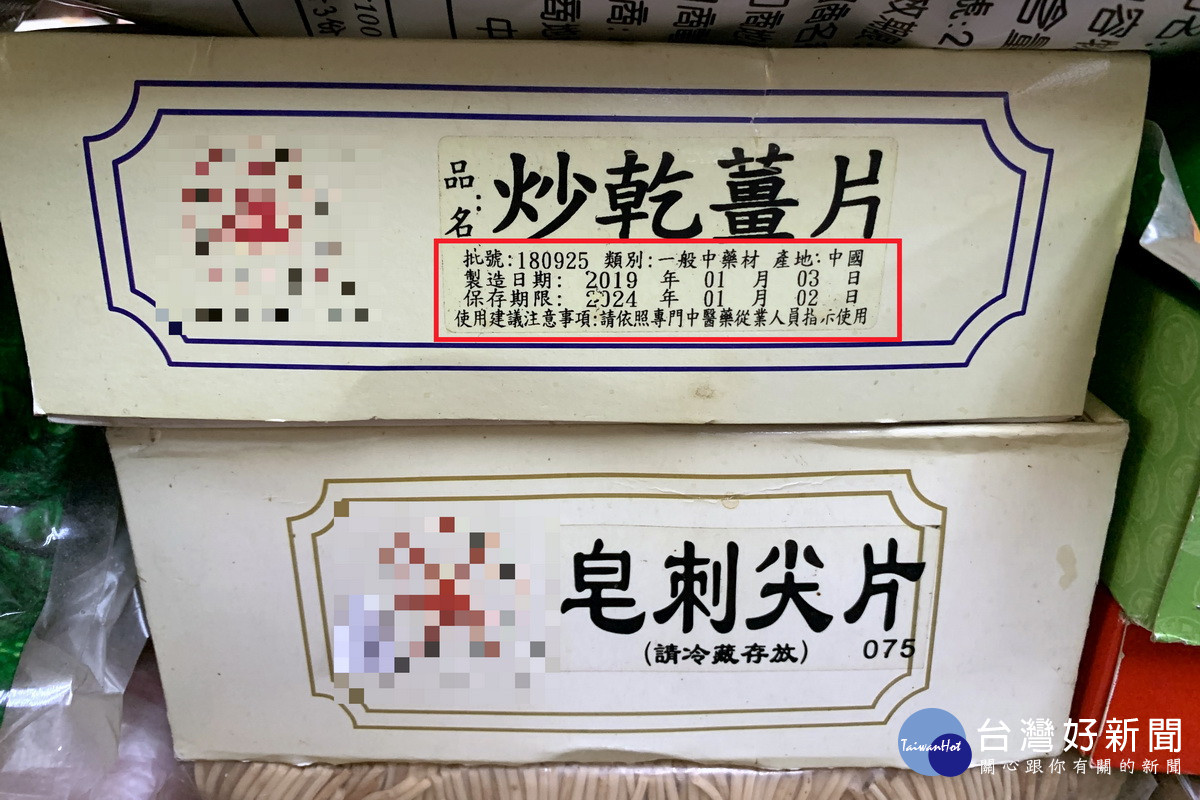 品名：炒乾薑片
批號:180925 類別:一般中藥材 產地:中國
製造日期: 2019 年 01 月 03 日
保存期限: 2024 年 01 月 02 日
使用建議注意事項:請依照專門中醫藥從業人員指示使用
皂刺尖片
(請冷藏存放) 075
TaiwanHot 台灣好新聞
關心跟你有關的新聞